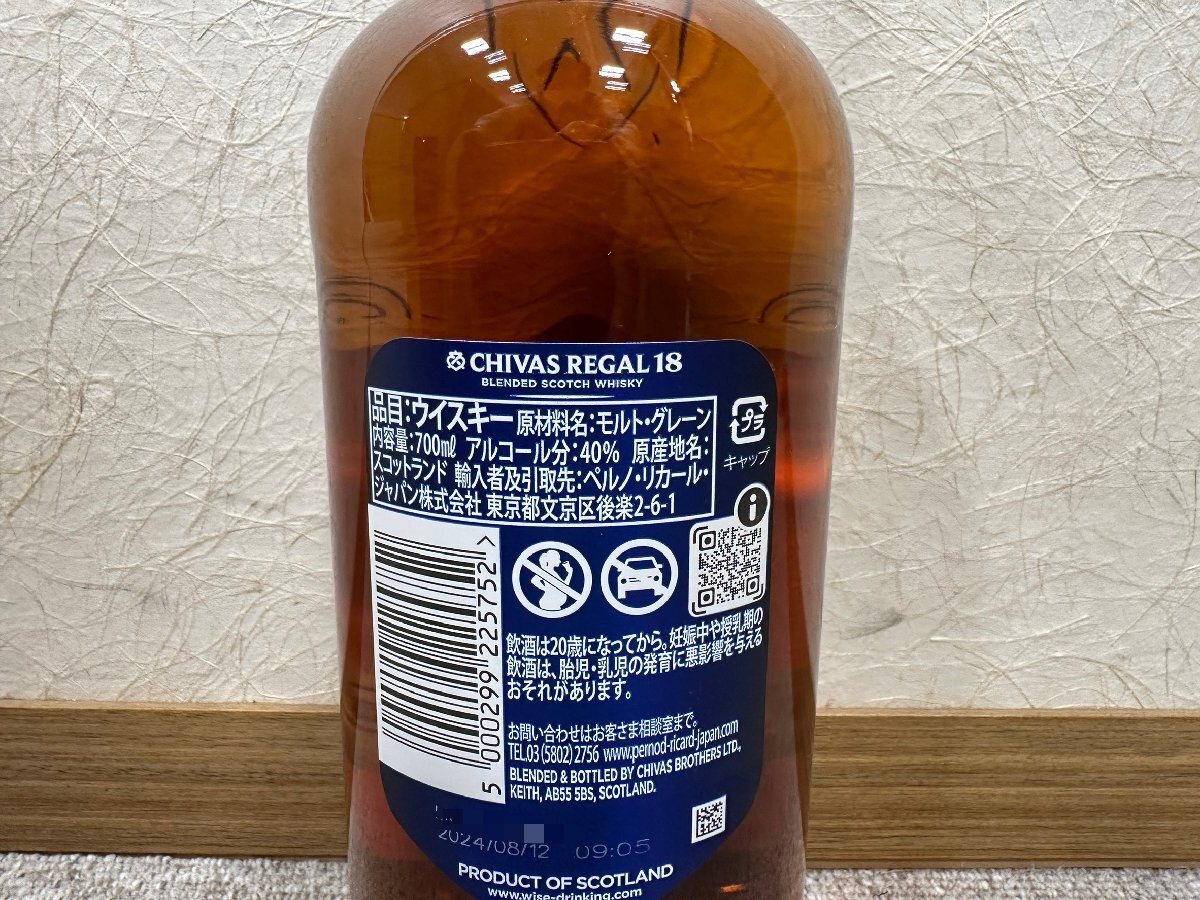 CHIVAS REGAL 18
BLENDED SCOTCH WHISKY
品目:ウイスキー 原材料名:モルト・グレーン
内容量:700mℓ アルコール分:40% 原産地名:
スコットランド 輸入者及引取先:ペルノ・リカール・
ジャパン株式会社 東京都文京区後楽2-6-1
プラ
キャップ
i
5 000299 225752 >
飲酒は20歳になってから。妊娠中や授乳期の
飲酒は、胎児・乳児の発育に悪影響を与える
おそれがあります。
お問い合わせはお客さま相談室まで。
TEL.03 (5802) 2756 www.pernod-ricard-japan.com
BLENDED & BOTTLED BY CHIVAS BROTHERS LTD.,
KEITH, AB55 5BS, SCOTLAND.
2024/08/12 09:05
PRODUCT OF SCOTLAND
www.wise-drinking.com